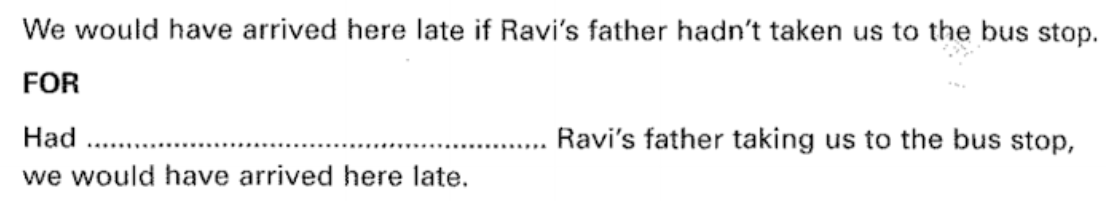 We would have arrived here late if Ravi’s father hadn’t taken us to the bus stop.
FOR
Had ........................................................ Ravi’s father taking us to the bus stop,
we would have arrived here late.